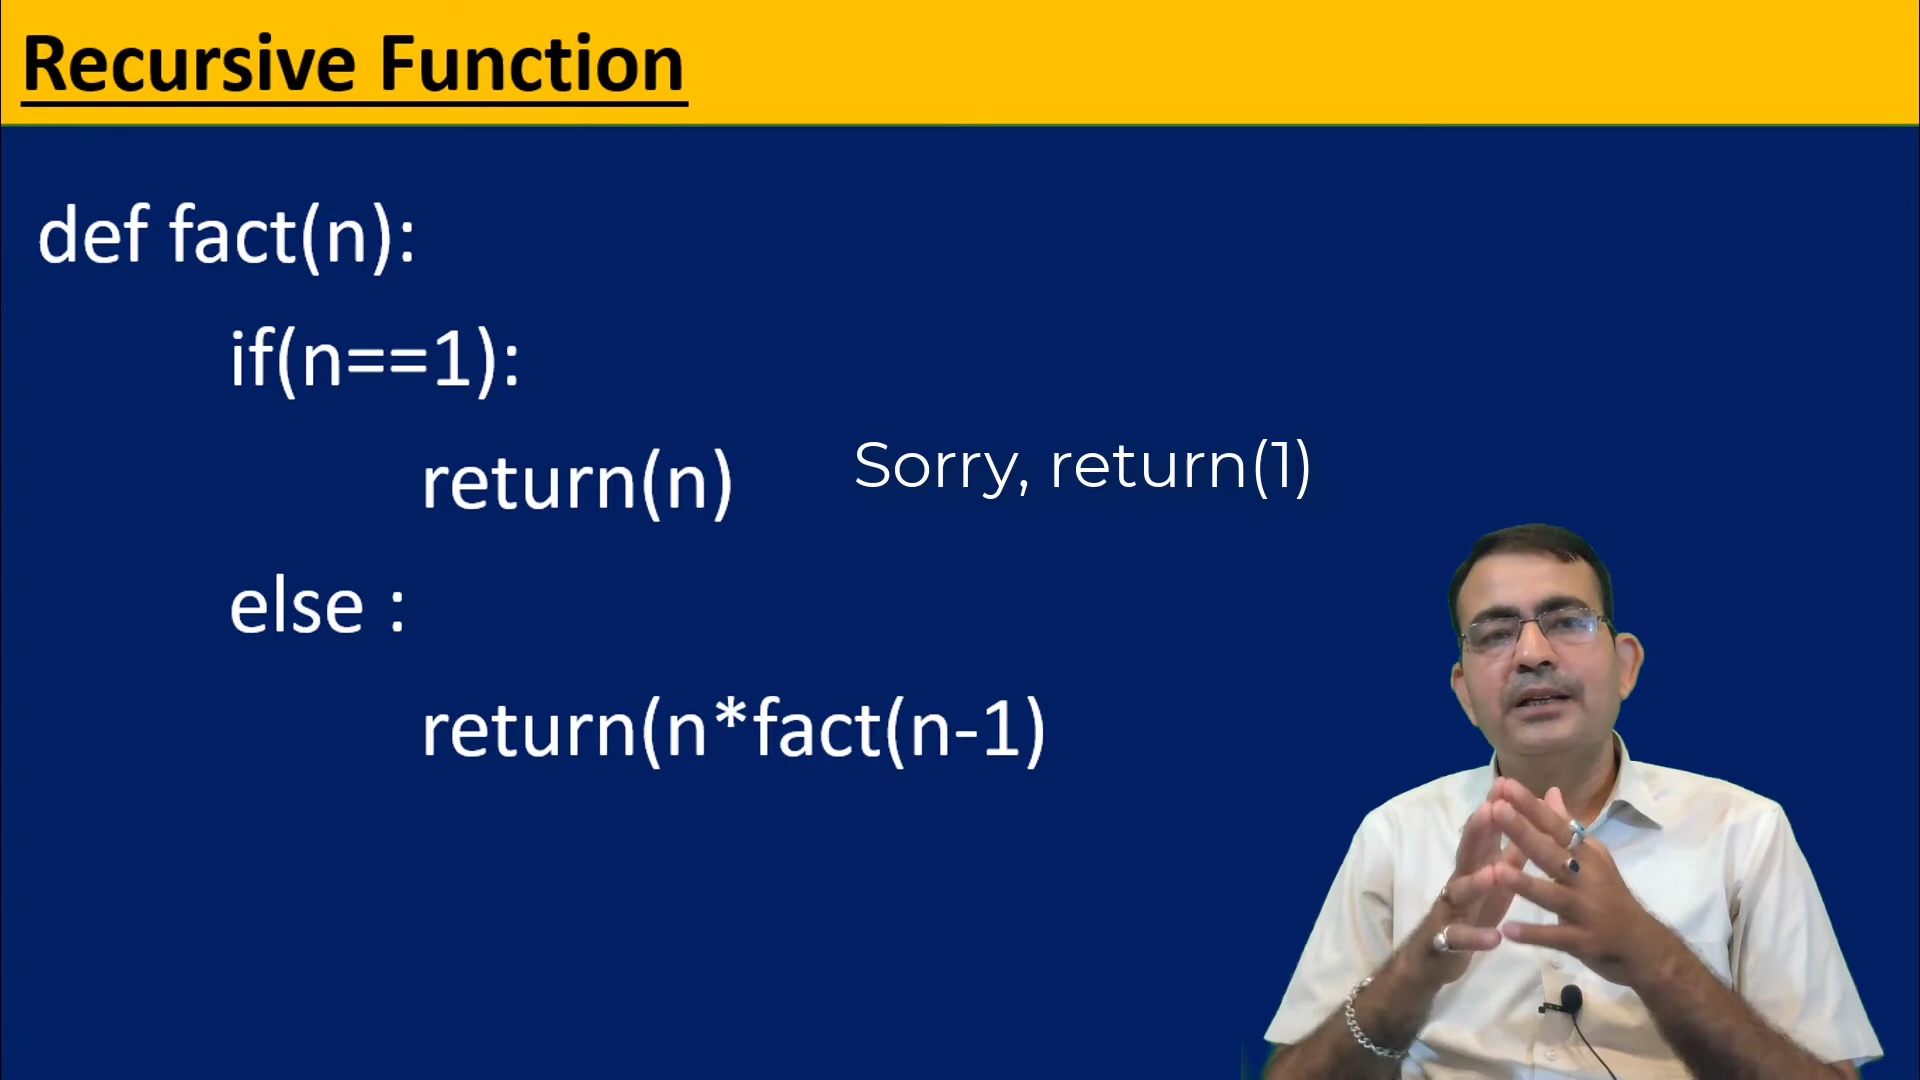 Recursive Function
def fact(n):
if(n==1):
return(n)
Sorry, return(1)
else :
return(n*fact(n-1)